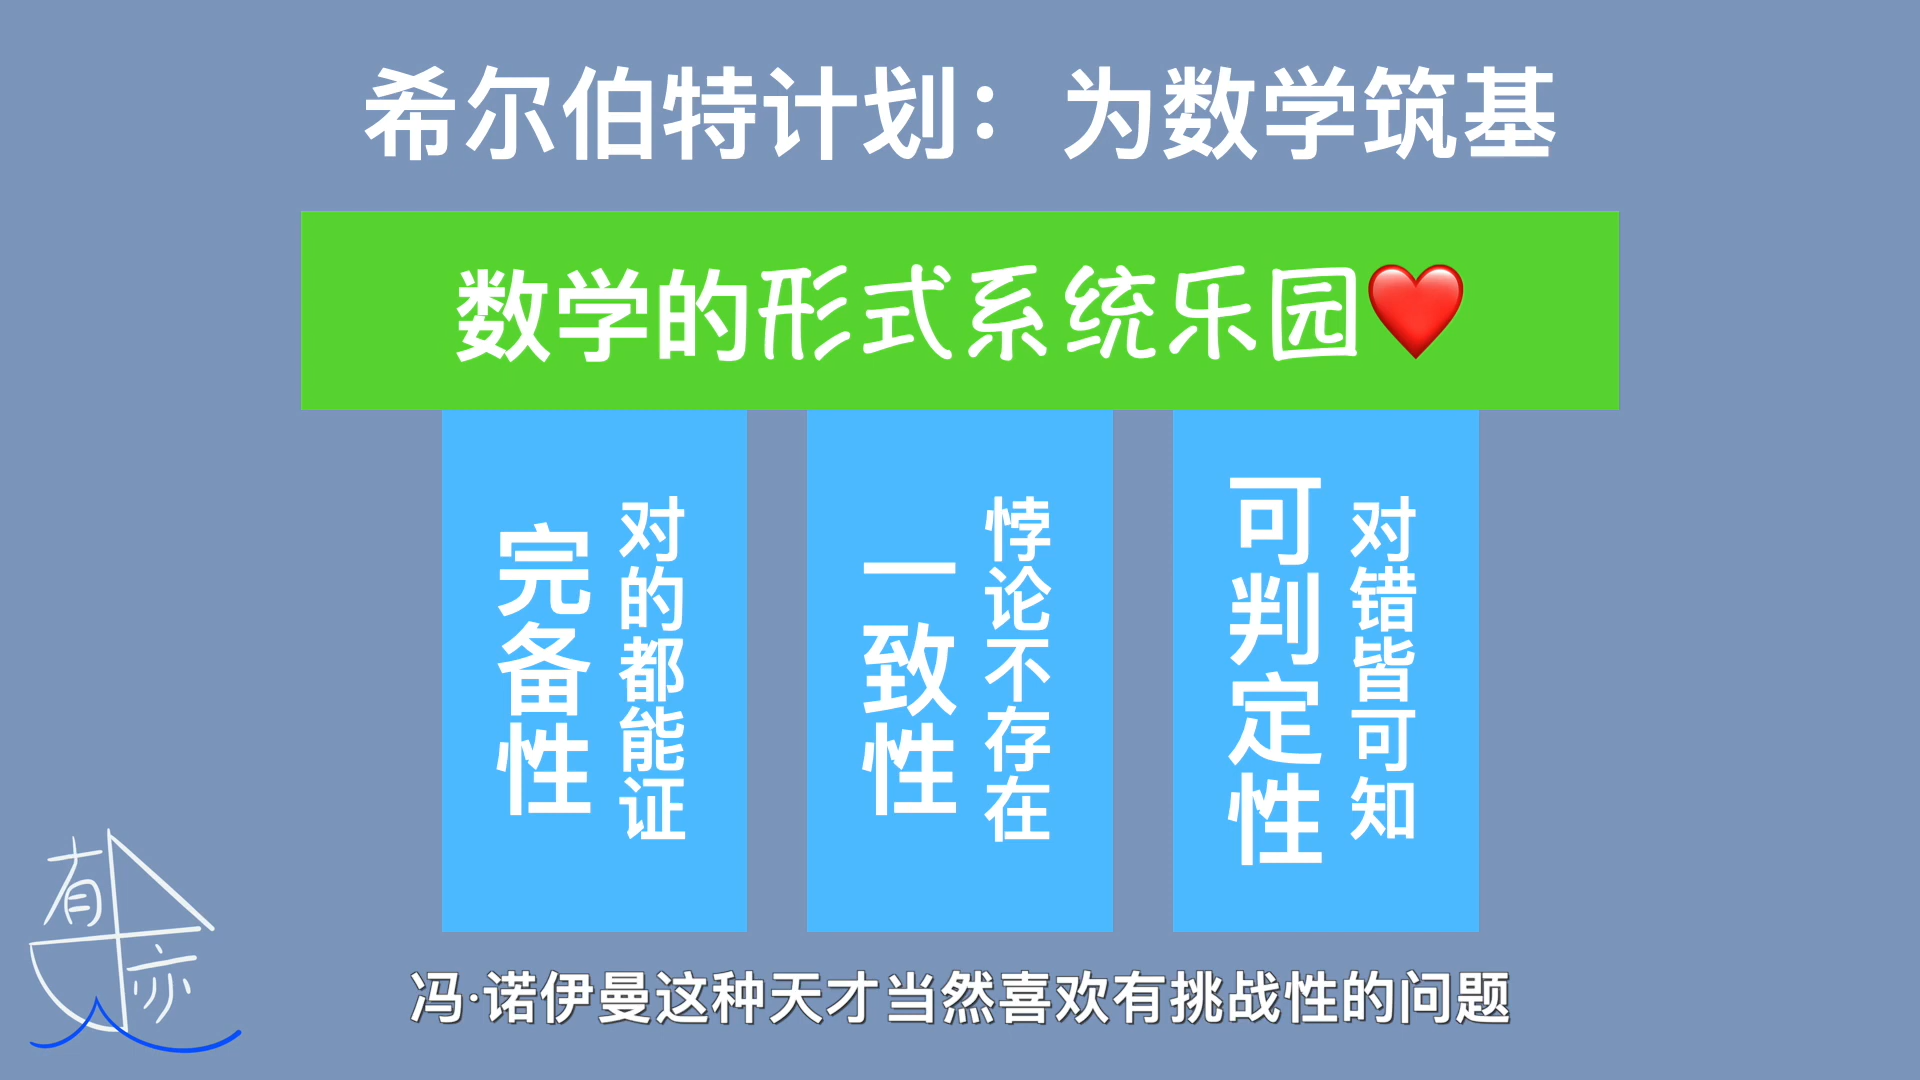 希尔伯特计划：为数学筑基
数学的形式系统乐园❤️
完备性
对的都能证
一致性
悖论不存在
可判定性
对错皆可知
有亦
冯·诺伊曼这种天才当然喜欢有挑战性的问题